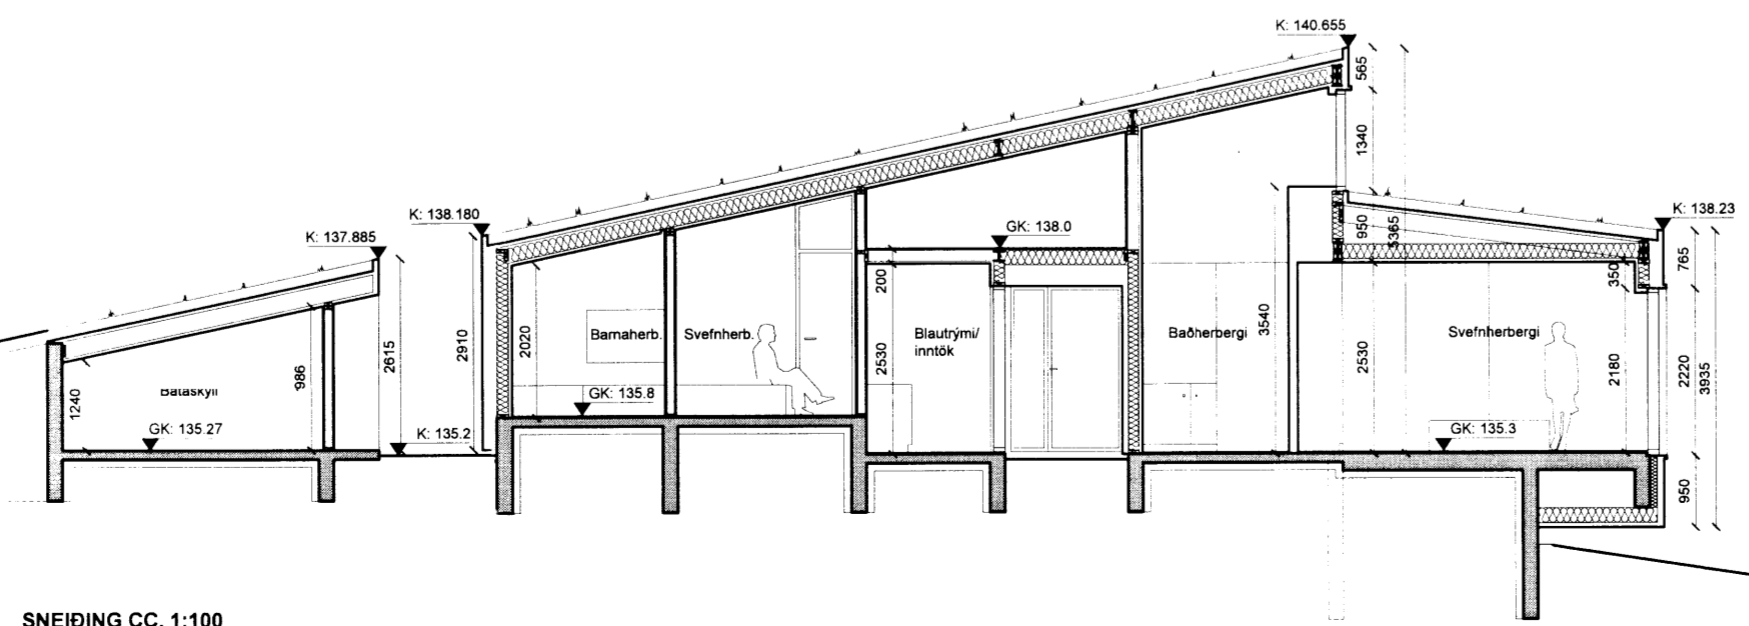 K: 140.655
565
1340
K: 138.180
K: 137.885
GK: 138.0
950
5365
K: 138.23
765
350
200
2910
2615
2020
Barnaherb.
Svefnherb.
Blautrými/
inntök
2530
Baðherbergi
3540
Svefnherbergi
2530
2180
2220
3935
986
Bátaskýli
1240
GK: 135.8
GK: 135.27
K: 135.2
GK: 135.3
950
SNEIÐING CC. 1:100